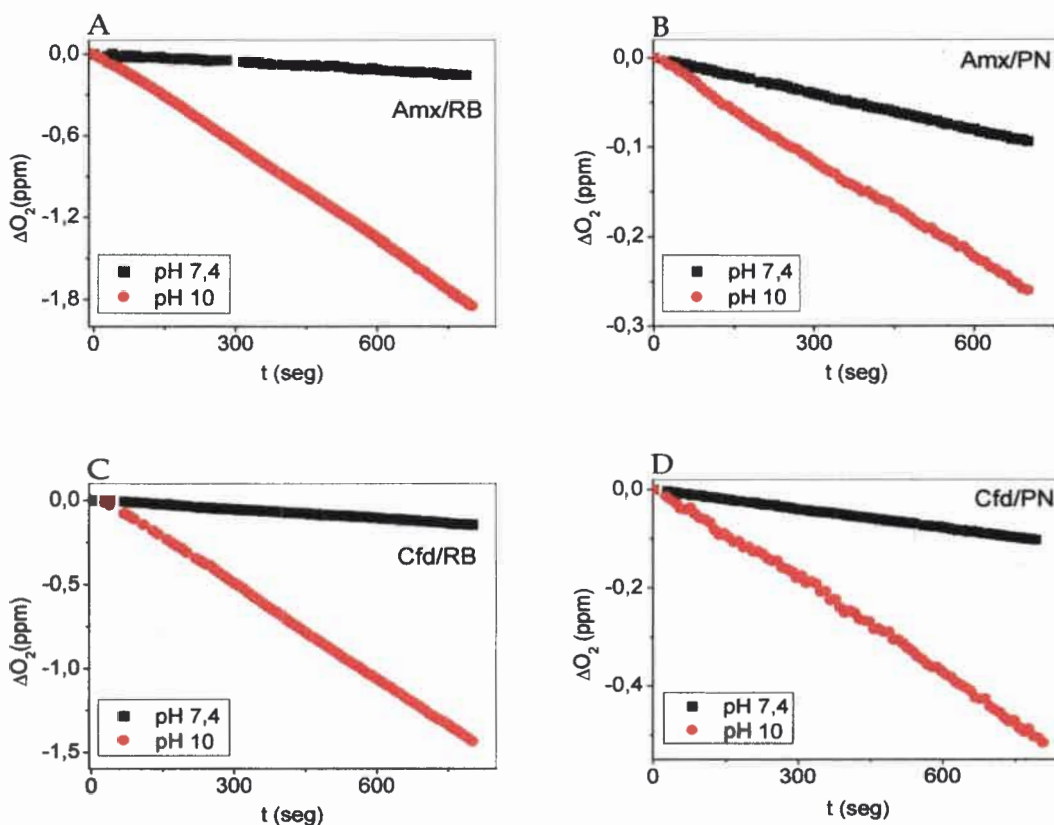 A
0,0
-0,6
-1,2
-1,8
ΔO₂(ppm)
Amx/RB
pH 7,4
pH 10
0
300
600
t (seg)
B
0,0
-0,1
-0,2
-0,3
ΔO₂ (ppm)
Amx/PN
pH 7,4
pH 10
0
300
600
t (seg)
C
0,0
-0,5
-1,0
-1,5
ΔO₂(ppm)
Cfd/RB
pH 7,4
pH 10
0
300
600
t (seg)
D
0,0
-0,2
-0,4
ΔO₂ (ppm)
Cfd/PN
pH 7,4
pH 10
0
300
600
t (seg)